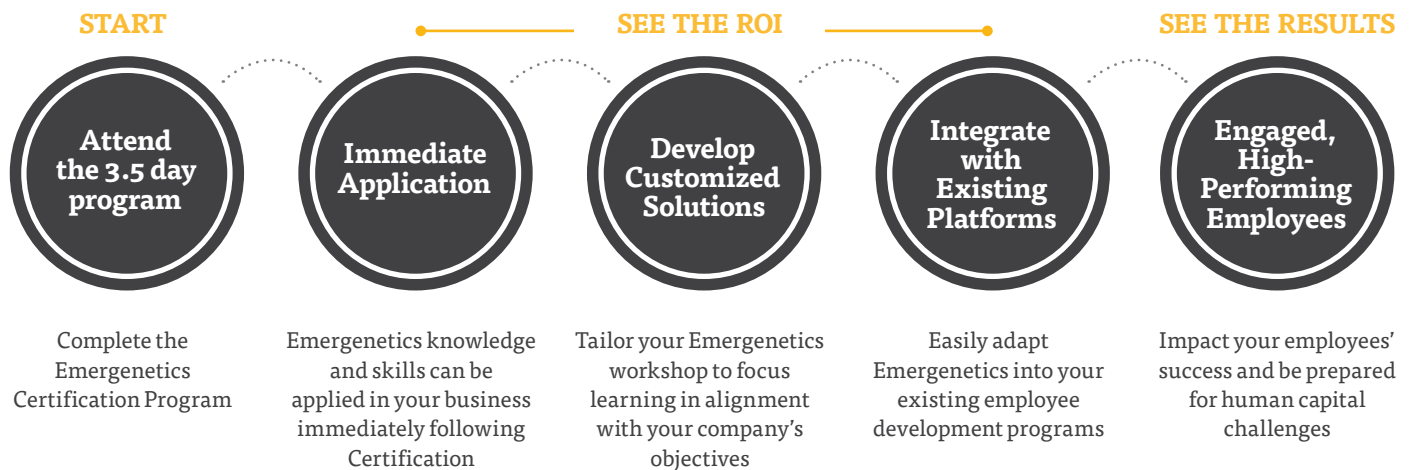 START
SEE THE ROI
SEE THE RESULTS
Attend
the 3.5 day
program
Immediate
Application
Develop
Customized
Solutions
Integrate
with
Existing
Platforms
Engaged,
High-
Performing
Employees
Complete the
Emergenetics
Certification Program
Emergenetics knowledge
and skills can be
applied in your business
immediately following
Certification
Tailor your Emergenetics
workshop to focus
learning in alignment
with your company’s
objectives
Easily adapt
Emergenetics into your
existing employee
development programs
Impact your employees’
success and be prepared
for human capital
challenges